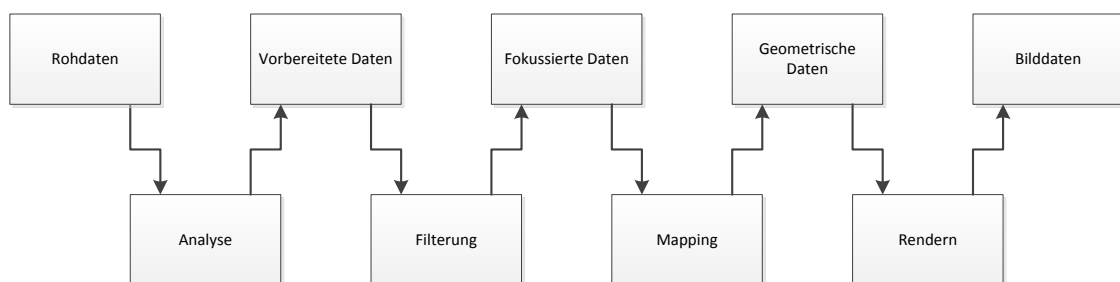 Rohdaten
Vorbereitete Daten
Fokussierte Daten
Geometrische
Daten
Bilddaten
Analyse
Filterung
Mapping
Rendern